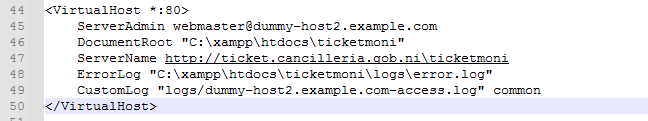 44 <VirtualHost *:80>
45 ServerAdmin webmaster@dummy-host2.example.com
46 DocumentRoot "C:\xampp\htdocs\ticketmoni"
47 ServerName http://ticket.cancilleria.gob.ni\ticketmoni
48 ErrorLog "C:\xampp\htdocs\ticketmoni\logs\error.log"
49 CustomLog "logs/dummy-host2.example.com-access.log" common
50 </VirtualHost>